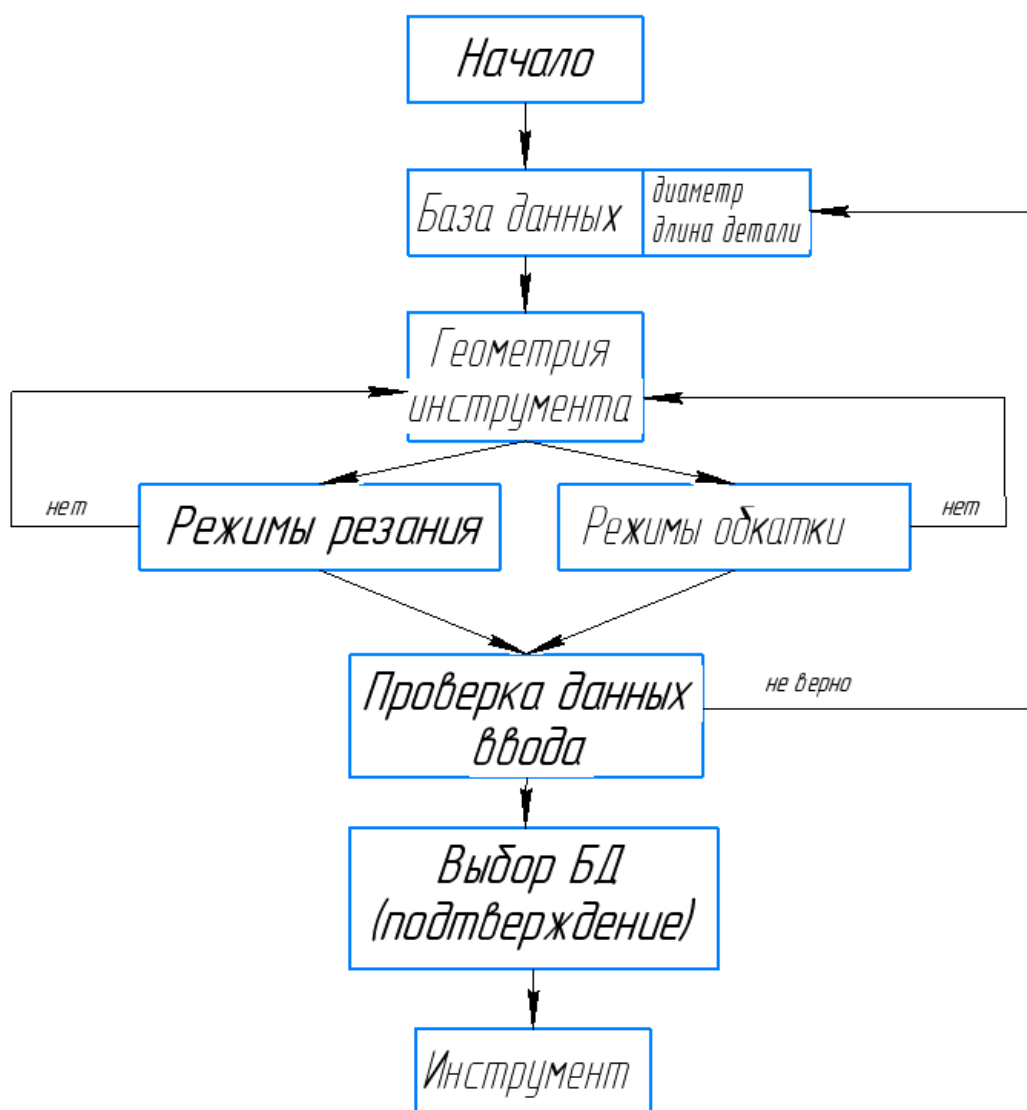 Начало
База данных
диаметр
длина детали
Геометрия
инструмента
нет
Режимы резания
Режимы обкатки
нет
Проверка данных
ввода
не верно
Выбор БД
(подтверждение)
Инструмент